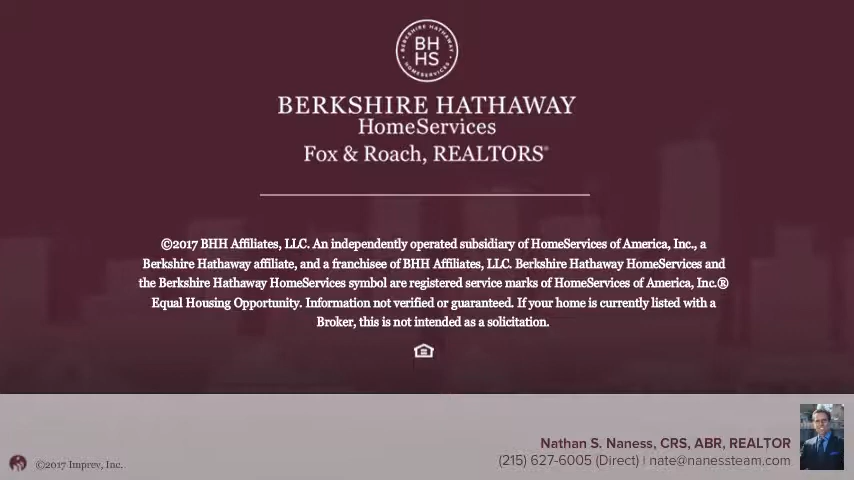 BERKSHIRE HATHAWAY
HOMESERVICES
BH
HS
BERKSHIRE HATHAWAY
HomeServices
Fox & Roach, REALTORS®
©2017 BHH Affiliates, LLC. An independently operated subsidiary of HomeServices of America, Inc., a
Berkshire Hathaway affiliate, and a franchisee of BHH Affiliates, LLC. Berkshire Hathaway HomeServices and
the Berkshire Hathaway HomeServices symbol are registered service marks of HomeServices of America, Inc.®
Equal Housing Opportunity. Information not verified or guaranteed. If your home is currently listed with a
Broker, this is not intended as a solicitation.
Nathan S. Naness, CRS, ABR, REALTOR
(215) 627-6005 (Direct) | nate@nanessteam.com
©2017 Imprev, Inc.